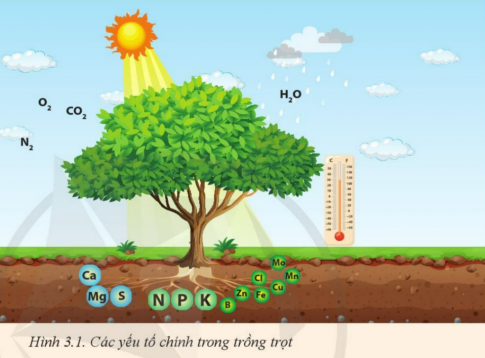 O₂
CO₂
N₂
H₂O
C F
Ca
Mg S
N P K
B Zn Fe Cu Mn
Cl Mo
Hình 3.1. Các yếu tố chính trong trồng trọt